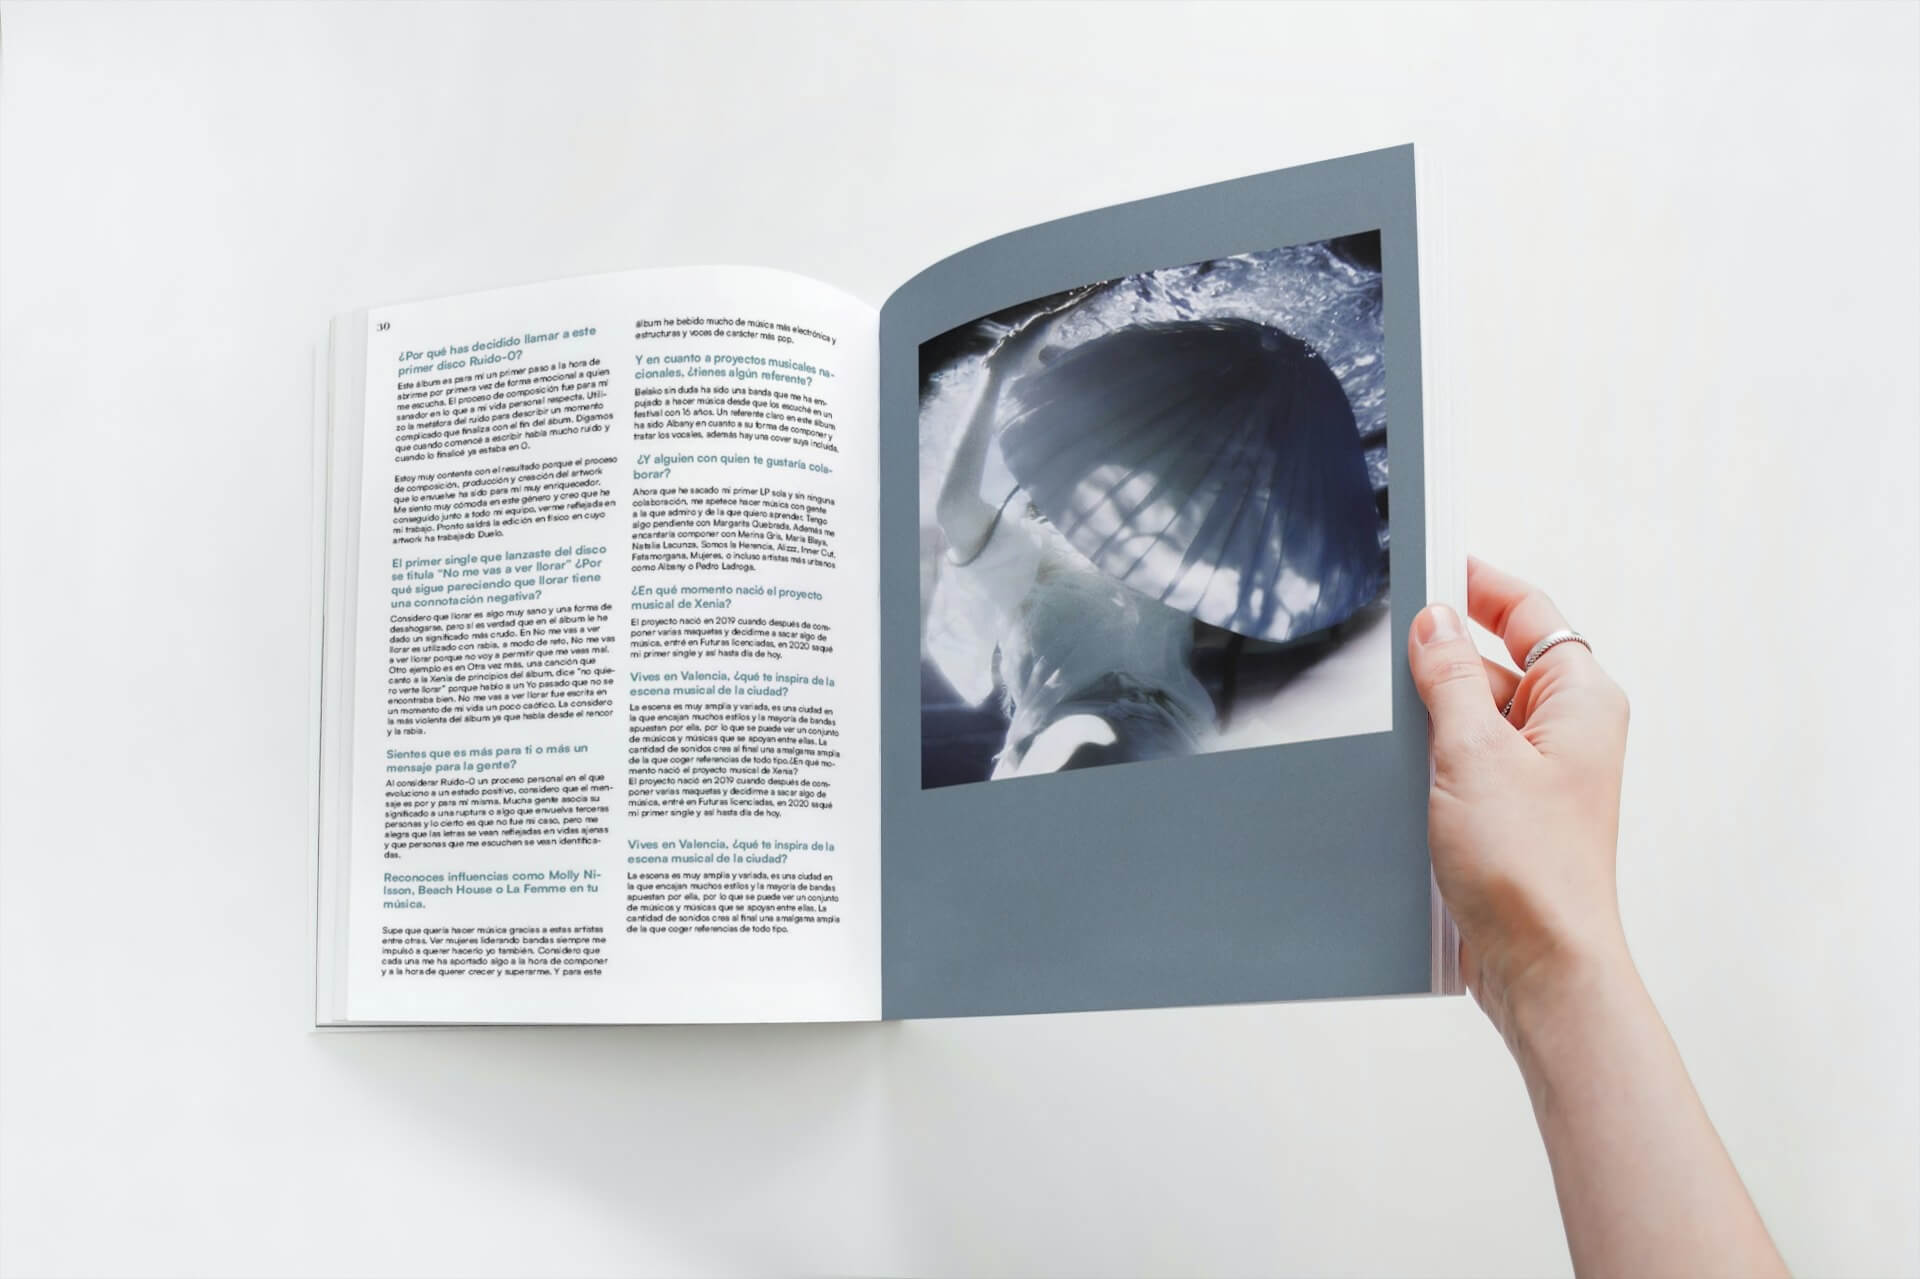 30
¿Por qué has decidido llamar a este
primer disco Ruido-0?
Este álbum es para mí un primer paso a la hora de
abrirme por primera vez de forma emocional a quien
me escucha. El proceso de composición fue para mí
sanador en lo que a mi vida personal respecta. Utili-
zo la metáfora del ruido para describir un momento
complicado que finaliza con el fin del ábum. Digamos
que cuando comencé a escribir había mucho ruido y
cuando lo finalicé ya estaba en 0.
Estoy muy contenta con el resultado porque el proceso
de composición, producción y creación del artwork
que lo envuelve ha sido para mí muy enriquecedor.
Me siento muy cómoda en este género y creo que he
conseguido junto a todo mi equipo, verme reflejada en
mi trabajo. Pronto saldrá la edición en físico en cuyo
artwork ha trabajado Duelo.
El primer single que lanzaste del disco
se titula “No me vas a ver llorar” ¿Por
qué sigue pareciendo que llorar tiene
una connotación negativa?
Considero que llorar es algo muy sano y una forma de
desahogarse, pero sí es verdad que en el álbum le he
dado un significado más crudo. En No me vas a ver
llorar es utilizado con rabia, a modo de reto, No me vas
a ver llorar porque no voy a permitir que me veas mal.
Otro ejemplo es en Otra vez más, una canción que
canto a la Xenia de principios del álbum, dice “no quie-
ro verte llorar” porque hablo a un Yo pasado que no se
encontraba bien. No me vas a ver llorar fue escrita en
un momento de mi vida un poco caótico. La considero
la más violenta del álbum ya que habla desde el rencor
y la rabia.
Sientes que es más para ti o más un
mensaje para la gente?
Al considerar Ruido-0 un proceso personal en el que
evoluciono a un estado positivo, considero que el men-
saje es por y para mí misma. Mucha gente asocia su
significado a una ruptura o algo que envuelva terceras
personas y lo cierto es que no fue mi caso, pero me
alegra que las letras se vean reflejadas en vidas ajenas
y que personas que me escuchen se vean identifica-
das.
Reconoces influencias como Molly Ni-
lsson, Beach House o La Femme en tu
música.
Supe que quería hacer música gracias a estas artistas
entre otras. Ver mujeres liderando bandas siempre me
impulsó a querer hacerlo yo también. Considero que
cada una me ha aportado algo a la hora de componer
y a la hora de querer crecer y superarme. Y para este
álbum he bebido mucho de música más electrónica y
estructuras y voces de carácter más pop.
Y en cuanto a proyectos musicales na-
cionales, ¿tienes algún referente?
Belako sin duda ha sido una banda que me ha em-
pujado a hacer música desde que los escuché en un
festival con 16 años. Un referente claro en este álbum
ha sido Albany en cuanto a su forma de componer y
tratar los vocales, además hay una cover suya incluida.
¿Y alguien con quien te gustaría cola-
borar?
Ahora que he sacado mi primer LP sola y sin ninguna
colaboración, me apetece hacer música con gente
a la que admiro y de la que quiero aprender. Tengo
algo pendiente con Margarita Quebrada. Además me
encantaría componer con Merina Gris, María Blaya,
Natalia Lacunza, Somos la Herencia, Alizzz, Inner Cut,
Fatamorgana, Mujeres, o incluso artistas más urbanos
como Albany o Pedro Ladroga.
¿En qué momento nació el proyecto
musical de Xenia?
El proyecto nació en 2019 cuando después de com-
poner varias maquetas y decidirme a sacar algo de
música, entré en Futuras licenciadas, en 2020 saqué
mi primer single y así hasta día de hoy.
Vives en Valencia, ¿qué te inspira de la
escena musical de la ciudad?
La escena es muy amplia y variada, es una ciudad en
la que encajan muchos estilos y la mayoría de bandas
apuestan por ella, por lo que se puede ver un conjunto
de músicos y músicas que se apoyan entre ellas. La
cantidad de sonidos crea al final una amalgama amplia
de la que coger referencias de todo tipo.¿En qué mo-
mento nació el proyecto musical de Xenia?
El proyecto nació en 2019 cuando después de com-
poner varias maquetas y decidirme a sacar algo de
música, entré en Futuras licenciadas, en 2020 saqué
mi primer single y así hasta día de hoy.
Vives en Valencia, ¿qué te inspira de la
escena musical de la ciudad?
La escena es muy amplia y variada, es una ciudad en
la que encajan muchos estilos y la mayoría de bandas
apuestan por ella, por lo que se puede ver un conjunto
de músicos y músicas que se apoyan entre ellas. La
cantidad de sonidos crea al final una amalgama amplia
de la que coger referencias de todo tipo.